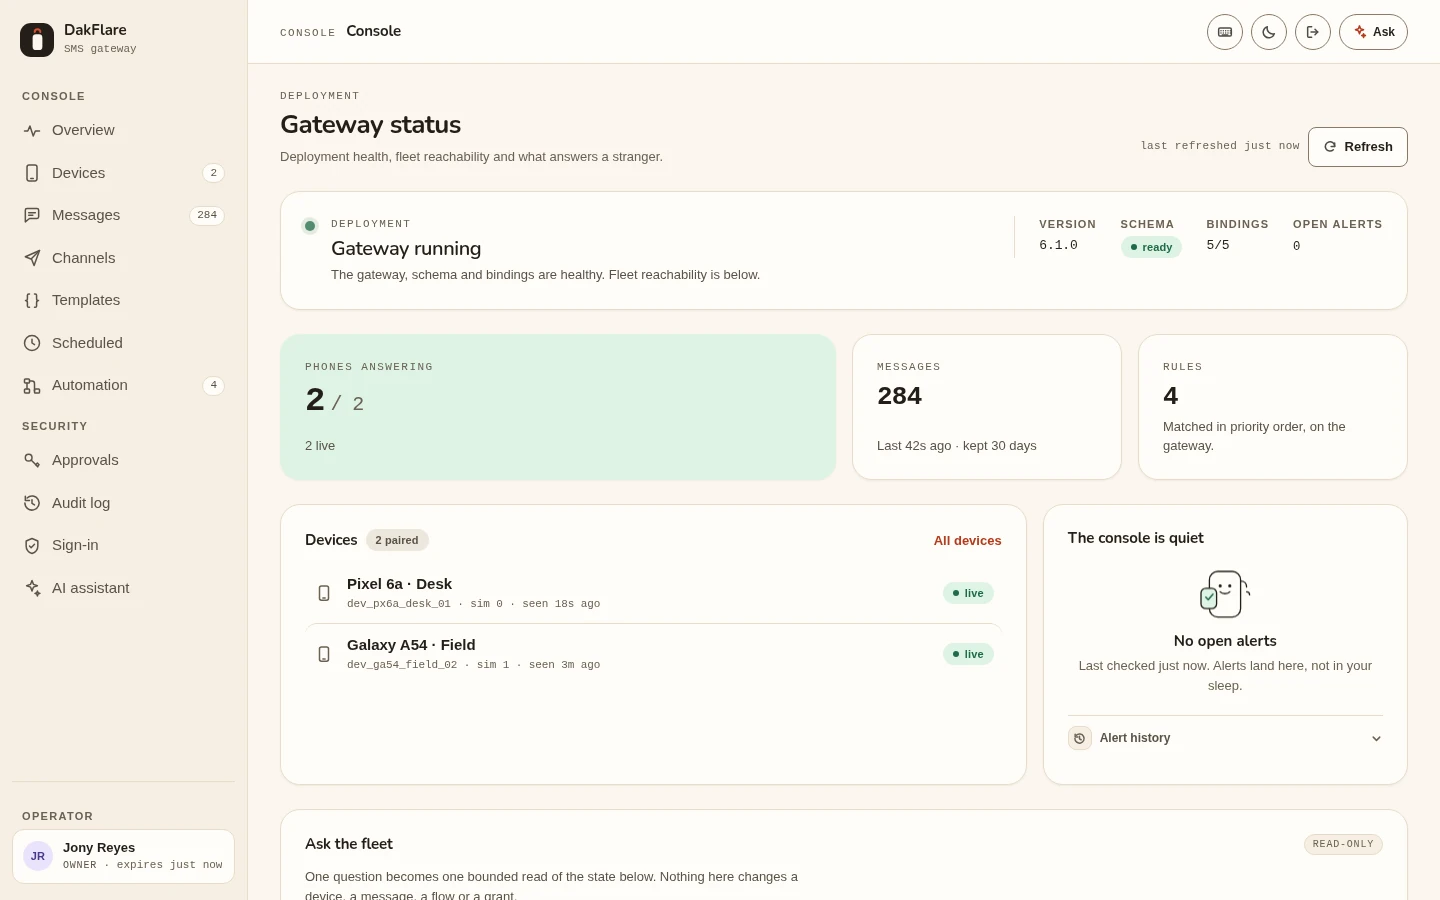 DakFlare
SMS gateway
CONSOLE
Overview
Devices 2
Messages 284
Channels
Templates
Scheduled
Automation 4
SECURITY
Approvals
Audit log
Sign-in
AI assistant
OPERATOR
JR
Jony Reyes
OWNER · expires just now
CONSOLE Console
Ask
DEPLOYMENT
Gateway status
Deployment health, fleet reachability and what answers a stranger.
last refreshed just now
Refresh
DEPLOYMENT
Gateway running
The gateway, schema and bindings are healthy. Fleet reachability is below.
VERSION SCHEMA BINDINGS OPEN ALERTS
6.1.0 ready 5/5 0
PHONES ANSWERING
2 / 2
2 live
MESSAGES
284
Last 42s ago · kept 30 days
RULES
4
Matched in priority order, on the
gateway.
Devices 2 paired All devices
Pixel 6a · Desk
dev_px6a_desk_01 · sim 0 · seen 18s ago
live
Galaxy A54 · Field
dev_ga54_field_02 · sim 1 · seen 3m ago
live
The console is quiet
No open alerts
Last checked just now. Alerts land here, not in your
sleep.
Alert history
Ask the fleet
READ-ONLY
One question becomes one bounded read of the state below. Nothing here changes a
device, a message, a flow or a grant.